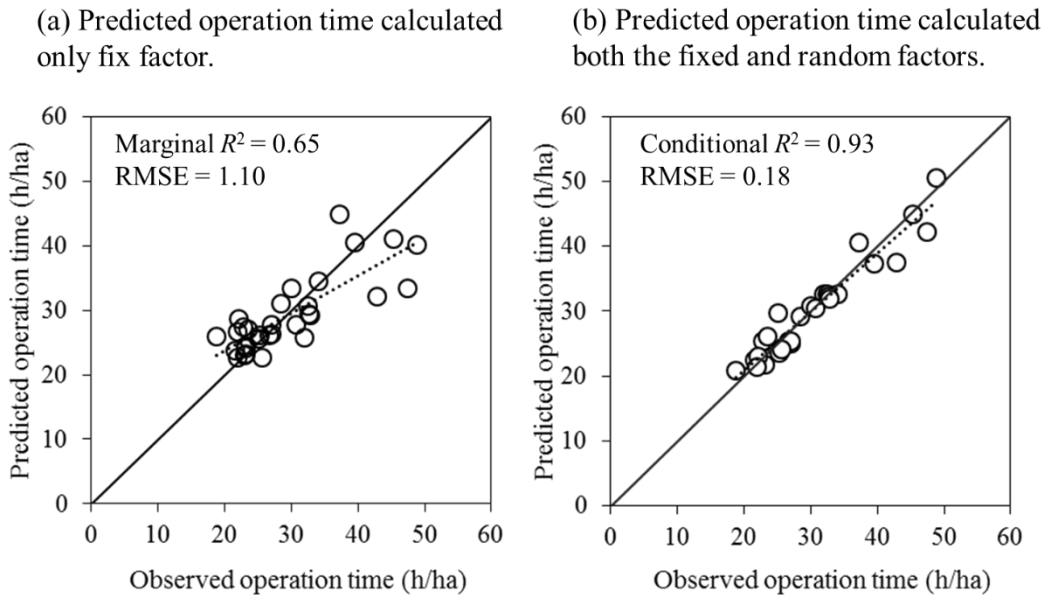 (a) Predicted operation time calculated
only fix factor.
60
50
40
30
20
10
0
Predicted operation time (h/ha)
Marginal R² = 0.65
RMSE = 1.10
0 10 20 30 40 50 60
Observed operation time (h/ha)
(b) Predicted operation time calculated
both the fixed and random factors.
60
50
40
30
20
10
0
Predicted operation time (h/ha)
Conditional R² = 0.93
RMSE = 0.18
0 10 20 30 40 50 60
Observed operation time (h/ha)